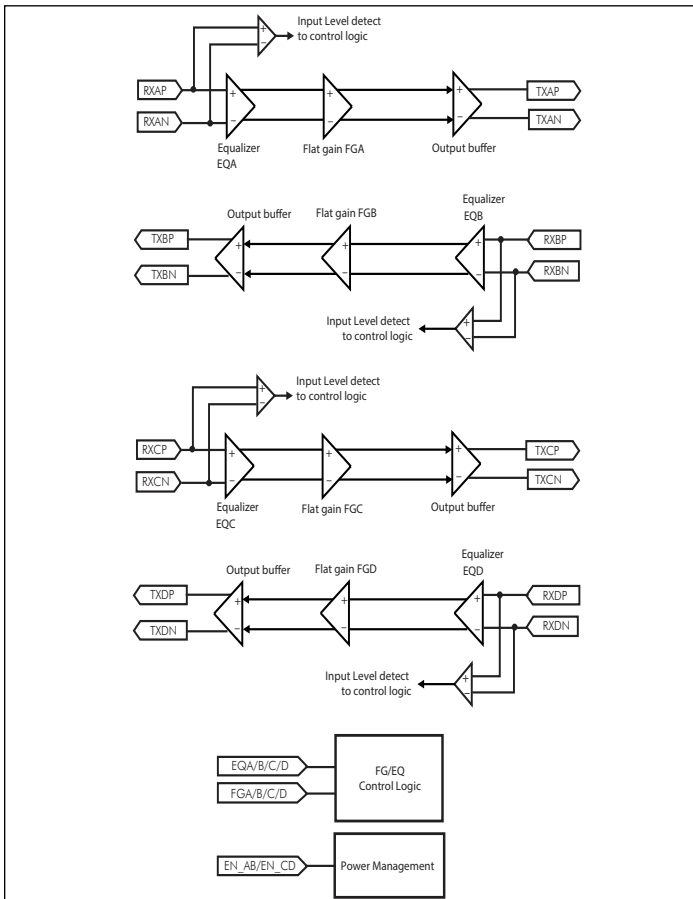 Input Level detect
to control logic
+
−
RXAP
RXAN
+
−
+
−
+
−
TXAP
TXAN
Equalizer
EQA
Flat gain FGA
Output buffer
Equalizer
EQB
Output buffer
Flat gain FGB
TXBP
TXBN
+
−
+
−
+
−
RXBP
RXBN
Input Level detect
to control logic
+
−
Input Level detect
to control logic
+
−
RXCP
RXCN
+
−
+
−
+
−
TXCP
TXCN
Equalizer
EQC
Flat gain FGC
Output buffer
Equalizer
EQD
Output buffer
Flat gain FGD
TXDP
TXDN
+
−
+
−
+
−
RXDP
RXDN
Input Level detect
to control logic
+
−
EQA/B/C/D
FGA/B/C/D
FG/EQ
Control Logic
EN_AB/EN_CD
Power Management